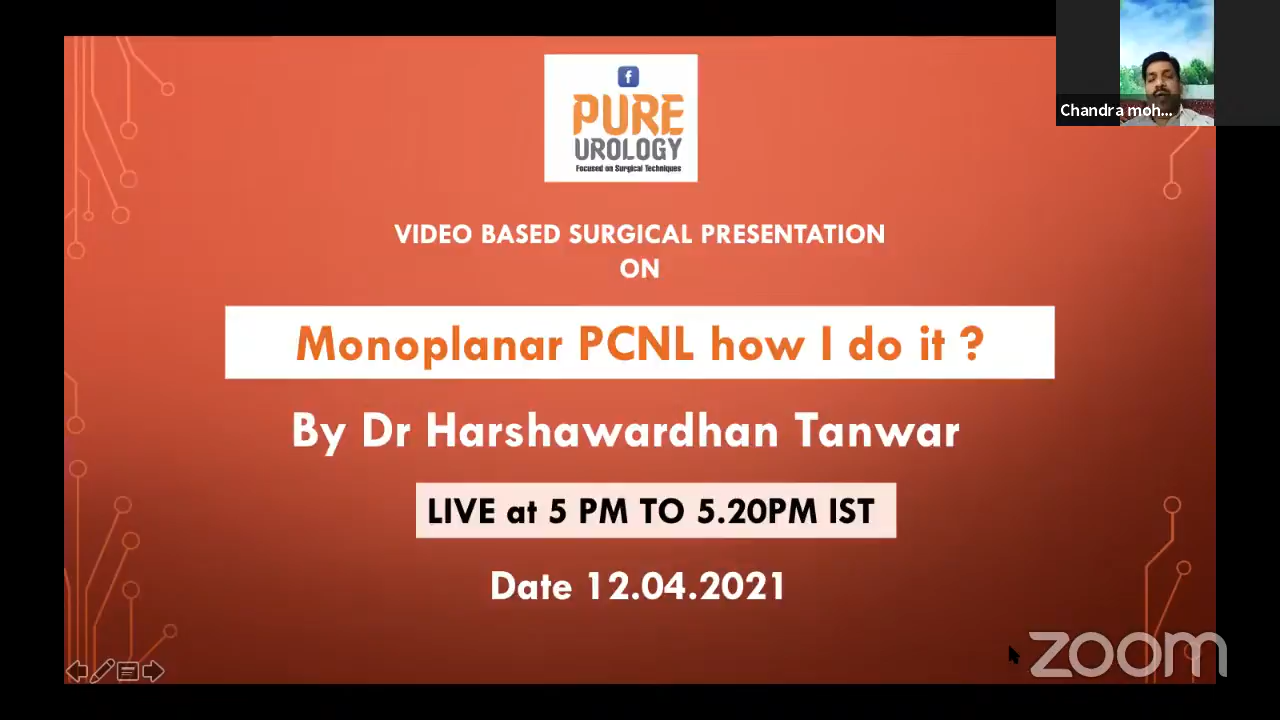 f
PURE
UROLOGY
Focused on Surgical Techniques
Chandra moh...
VIDEO BASED SURGICAL PRESENTATION
ON
Monoplanar PCNL how I do it ?
By Dr Harshawardhan Tanwar
LIVE at 5 PM TO 5.20PM IST
Date 12.04.2021
zoom